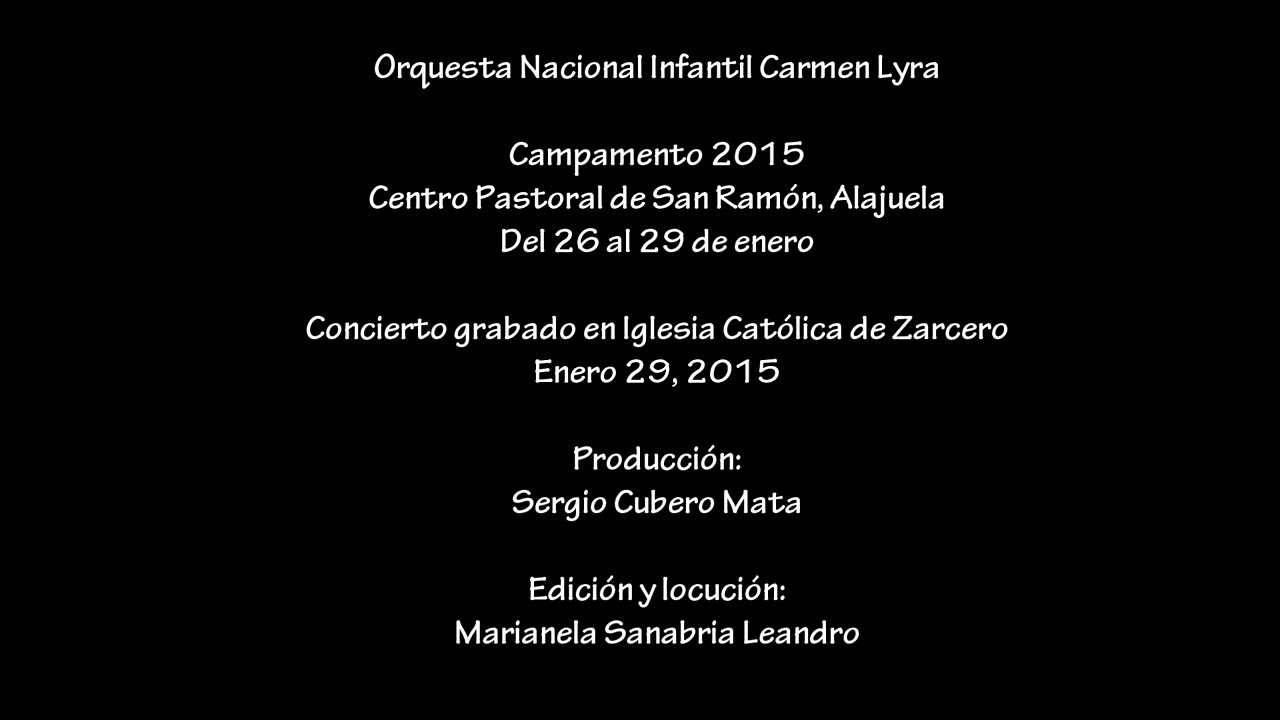 Orquesta Nacional Infantil Carmen Lyra
Campamento 2015
Centro Pastoral de San Ramón, Alajuela
Del 26 al 29 de enero
Concierto grabado en Iglesia Católica de Zarcero
Enero 29, 2015
Producción:
Sergio Cubero Mata
Edición y locución:
Marianela Sanabria Leandro